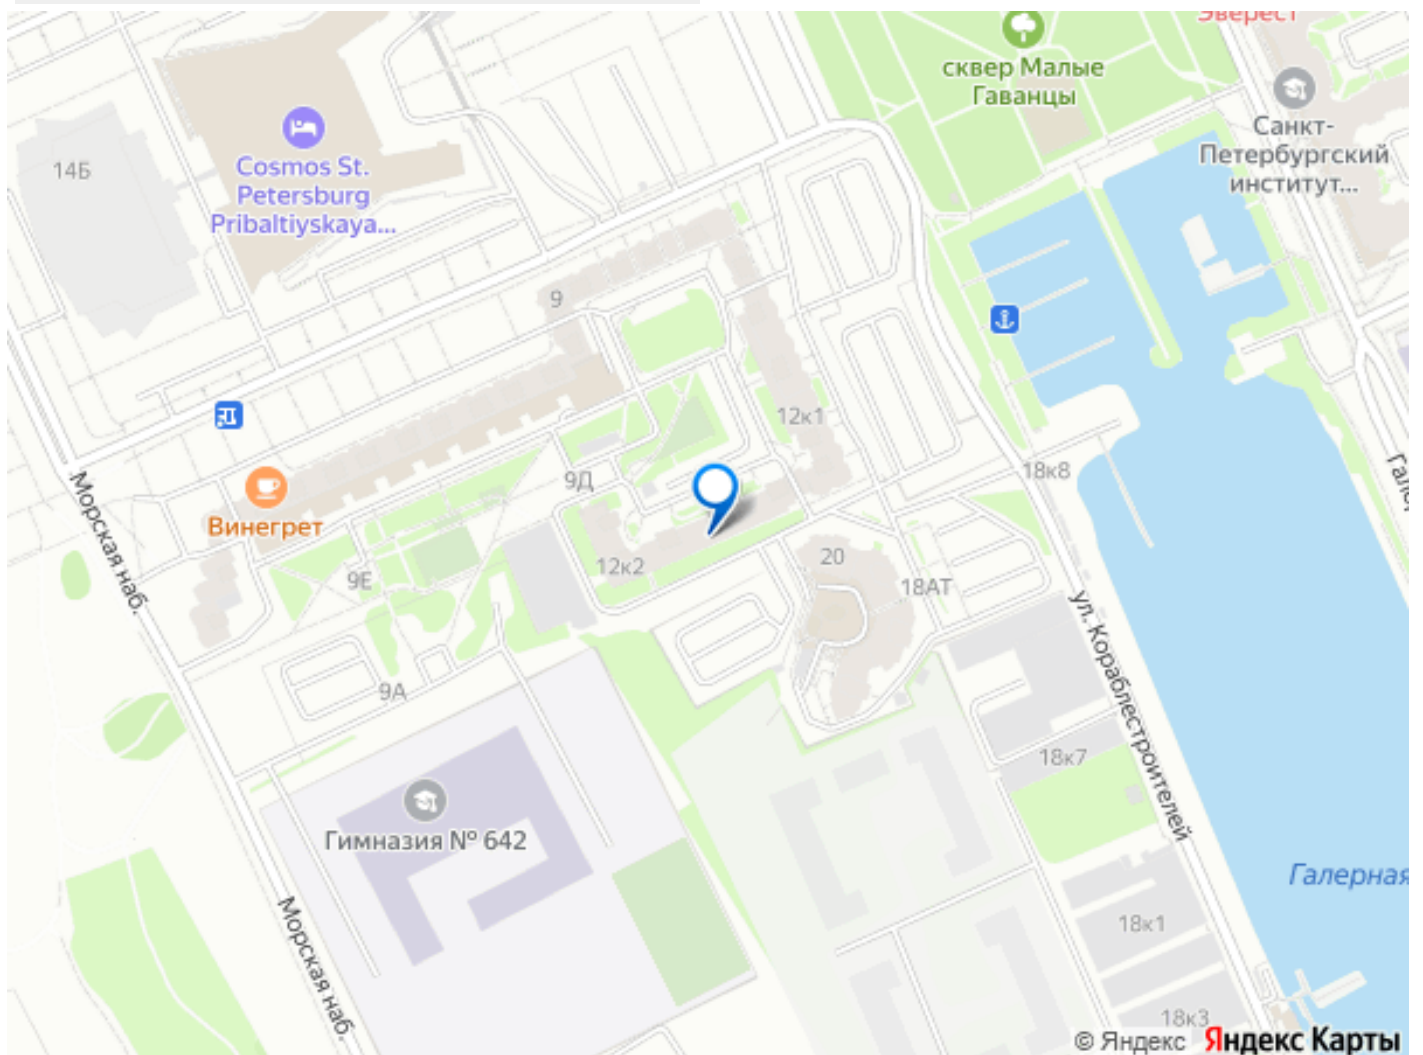 Эверест
сквер Малые
Гаванцы
Санкт-
Петербургский
институт...
14Б
Cosmos St.
Petersburg
Pribaltiyskaya...
9
12к1
Винегрет
9Д
18к8
Морская наб.
9Е
12к2
20
18АТ
ул. Кораблестроителей
9А
18к7
Гимназия № 642
Галерная
18к1
Морская наб.
18к3
© Яндекс Яндекс Карты